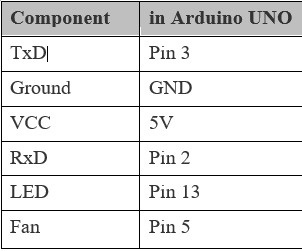 Component in Arduino UNO
TxD Pin 3
Ground GND
VCC 5V
RxD Pin 2
LED Pin 13
Fan Pin 5